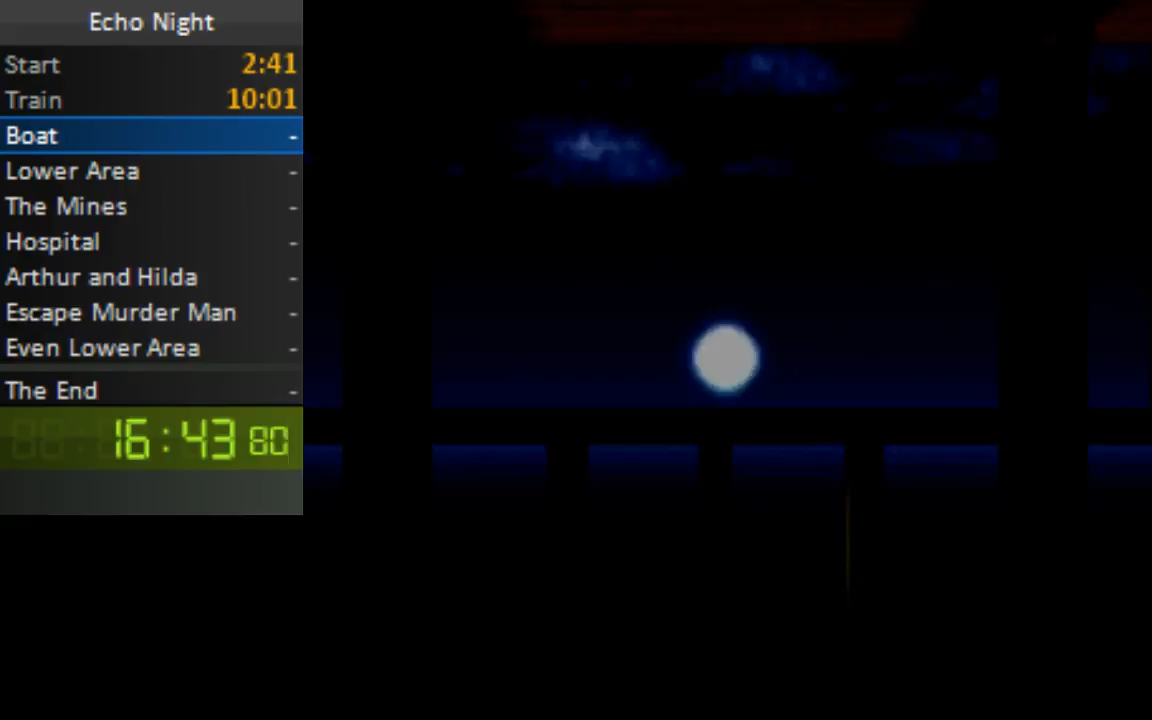 Echo Night
Start 2:41
Train 10:01
Boat -
Lower Area -
The Mines -
Hospital -
Arthur and Hilda -
Escape Murder Man -
Even Lower Area -
The End -
16:43 80